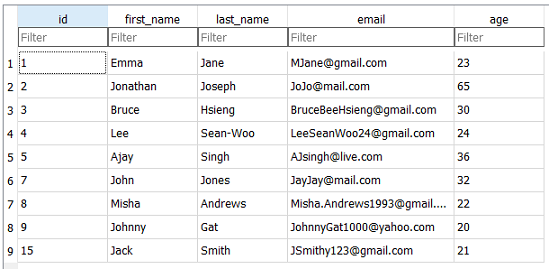 id first_name last_name email age
Filter Filter Filter Filter Filter
1 1 Emma Jane MJane@gmail.com 23
2 2 Jonathan Joseph JoJo@mail.com 65
3 3 Bruce Hsieng BruceBeeHsieng@gmail.com 30
4 4 Lee Sean-Woo LeeSeanWoo24@gmail.com 24
5 5 Ajay Singh AJsingh@live.com 36
6 7 John Jones JayJay@mail.com 32
7 8 Misha Andrews Misha.Andrews1993@gmail.... 22
8 9 Johnny Gat JohnnyGat1000@yahoo.com 20
9 15 Jack Smith JSmithy123@gmail.com 21